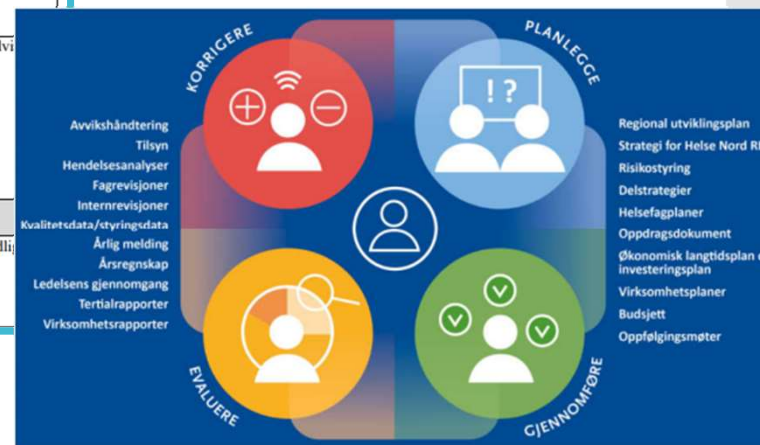 KORRIGERE
PLANLEGGE
! ?
Avvikshåndtering
Tilsyn
Hendelsesanalyser
Fagrevisjoner
Internrevisjoner
Kvalitetsdata/styringsdata
Årlig melding
Årsregnskap
Ledelsens gjennomgang
Tertialrapporter
Virksomhetsrapporter
Regional utviklingsplan
Strategi for Helse Nord
Risikostyring
Delstrategier
Helsefagplaner
Oppdragsdokument
Økonomisk langtidsplan
investeringsplan
Virksomhetsplaner
Budsjett
Oppfølgingsmøter
EVALUERE
GJENNOMFØRE